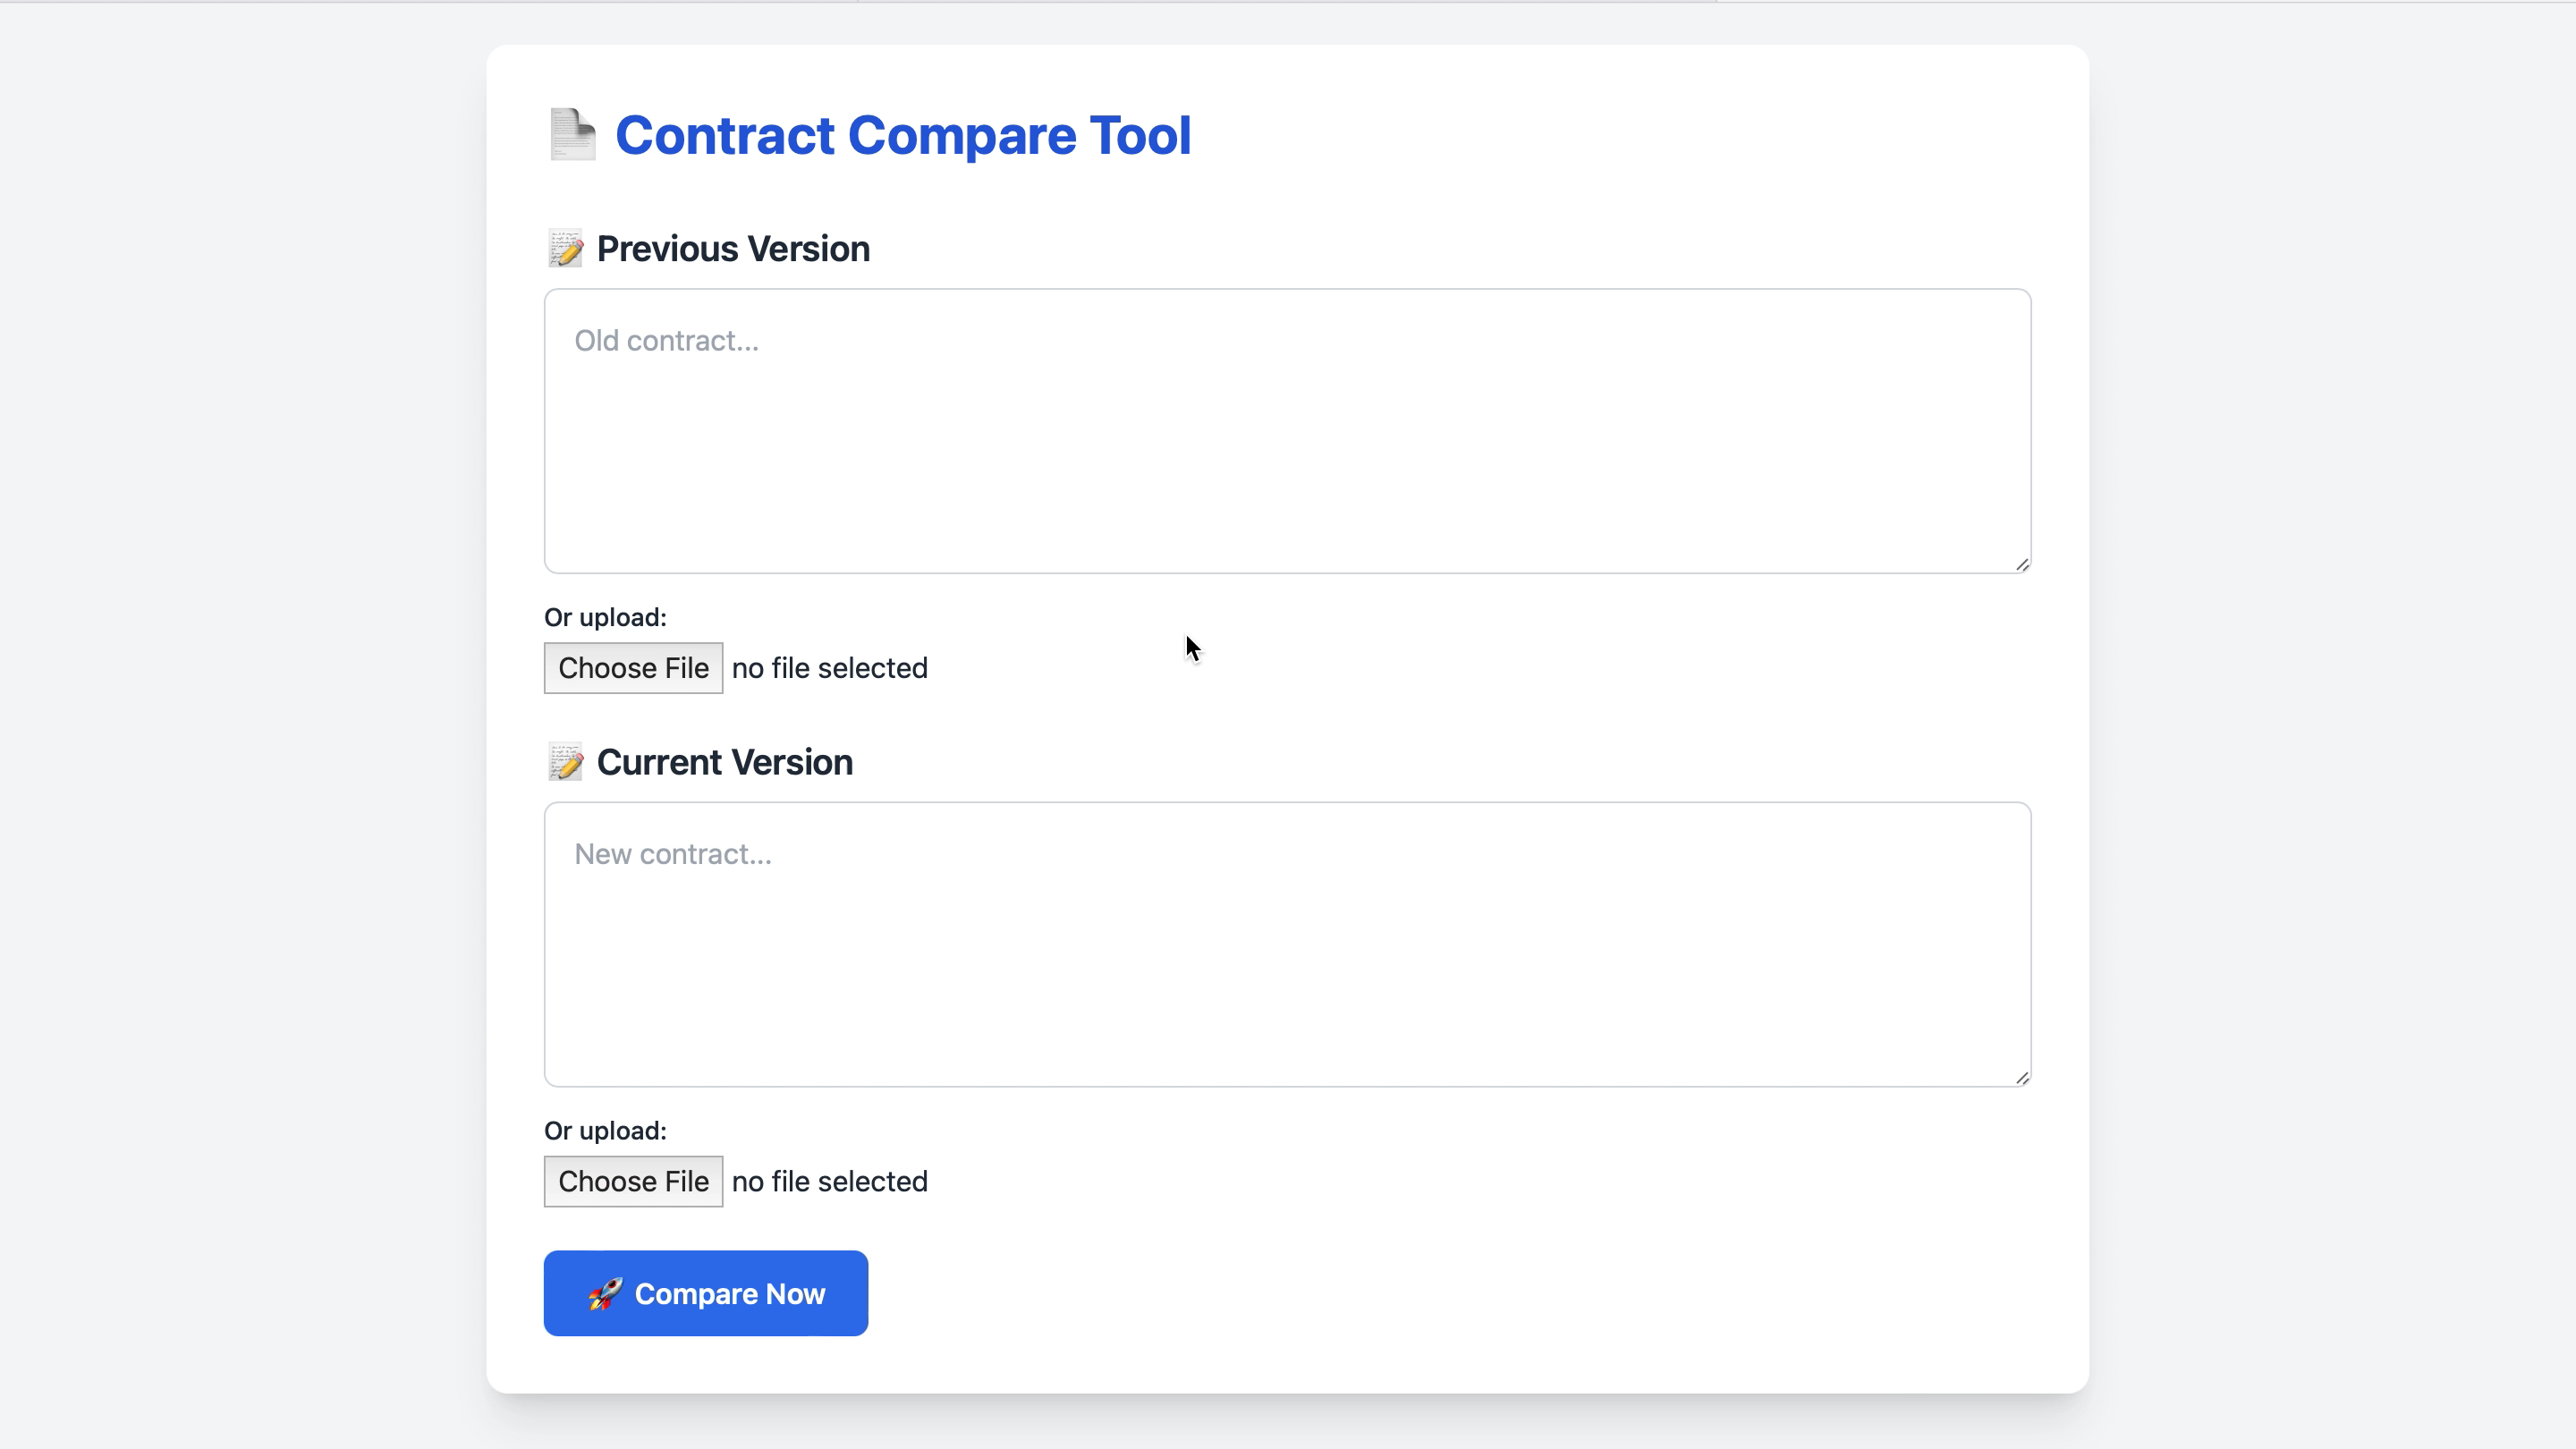 Contract Compare Tool
Previous Version
Old contract...
Or upload:
Choose File no file selected
Current Version
New contract...
Or upload:
Choose File no file selected
Compare Now